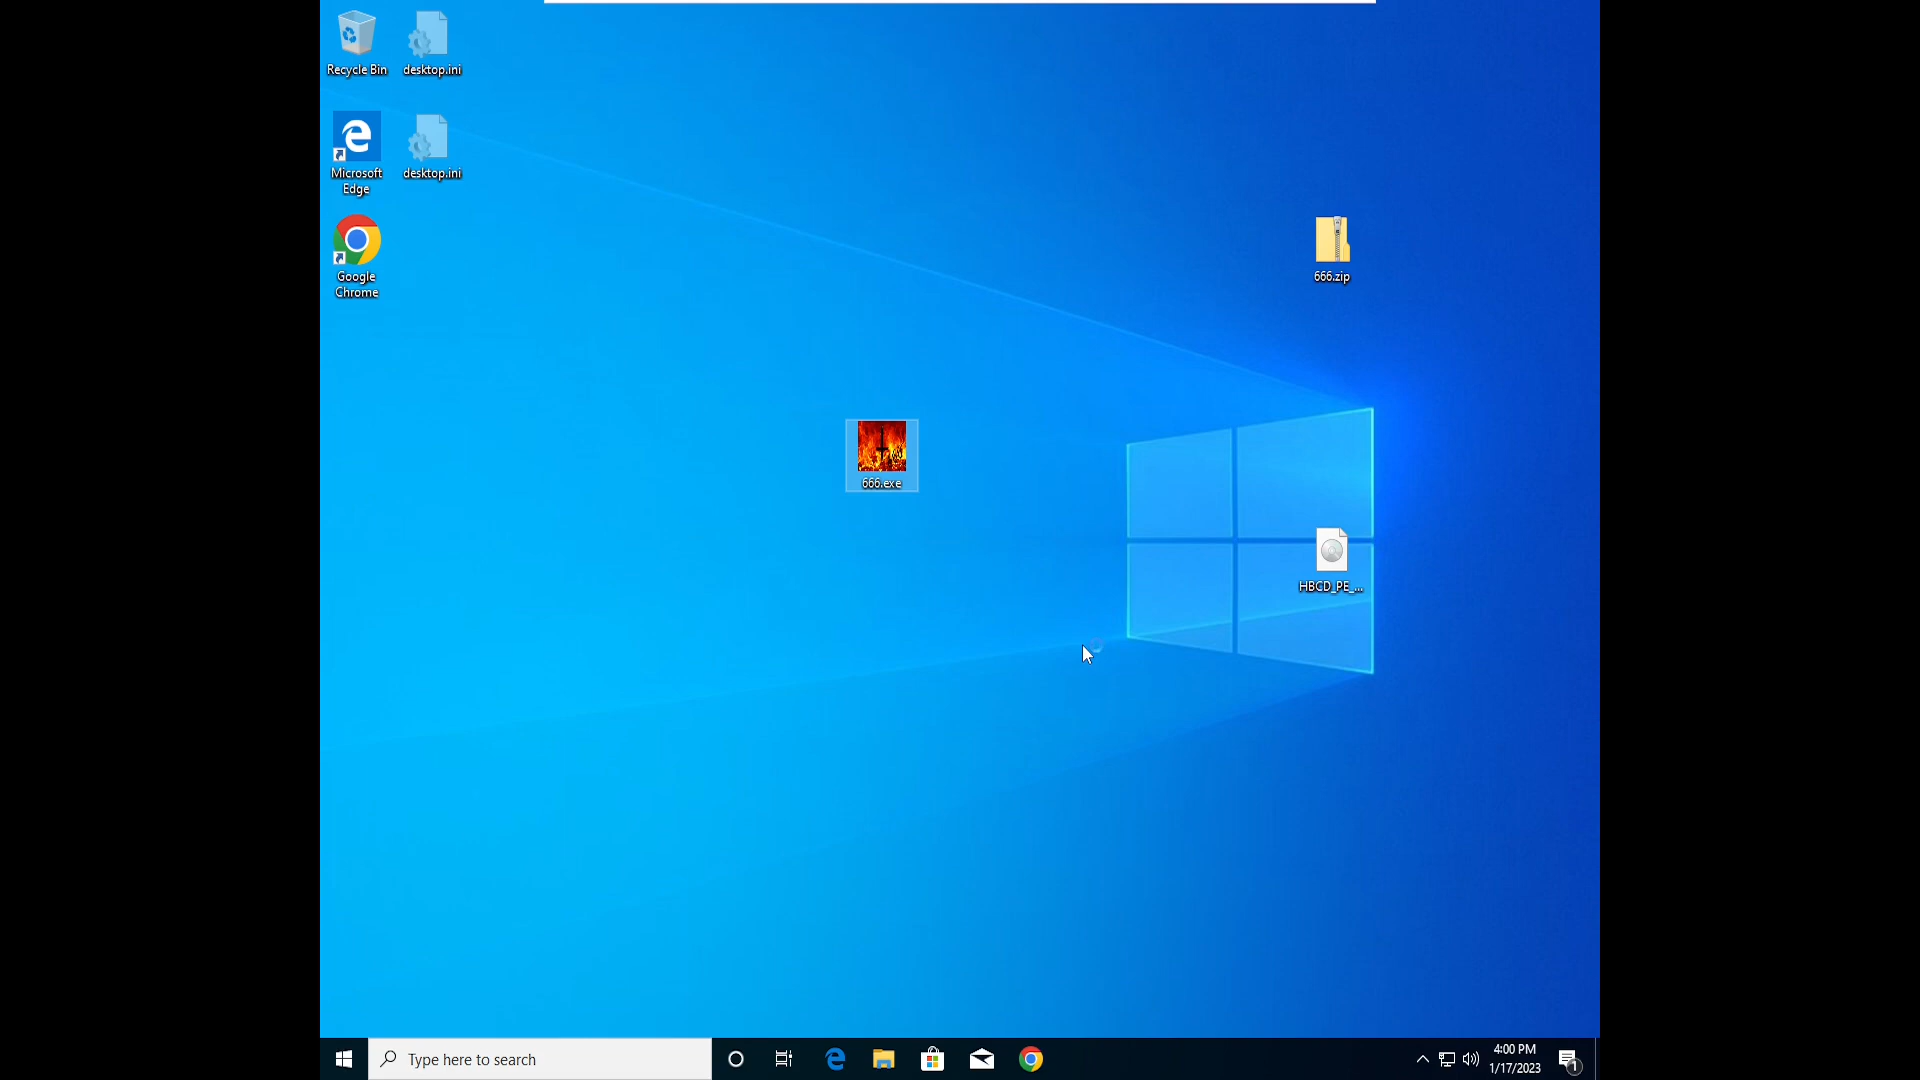 Recycle Bin
desktop.ini
Microsoft
Edge
desktop.ini
Google
Chrome
666.zip
666.exe
HBCD_PE_...
Type here to search
4:00 PM
1/17/2023
1